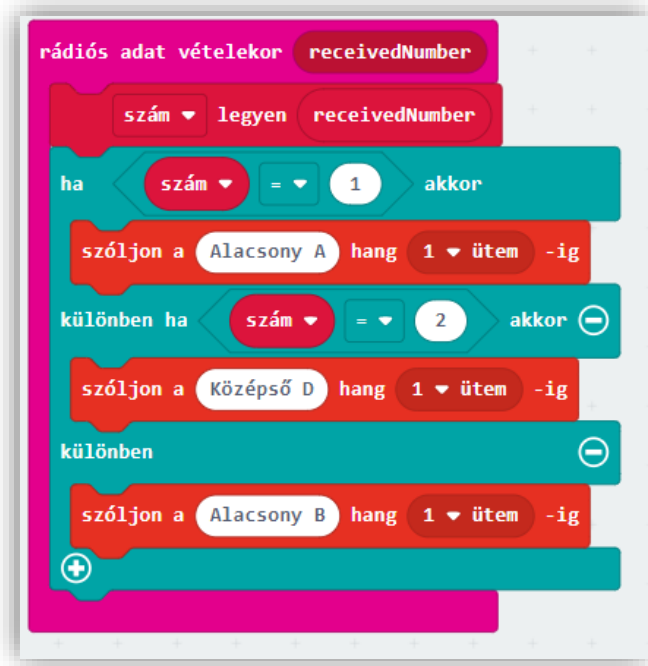 rádiós adat vételekor receivedNumber
szám legyen receivedNumber
ha szám = 1 akkor
szóljon a Alacsony A hang 1 ütem -ig
különben ha szám = 2 akkor
szóljon a Középső D hang 1 ütem -ig
különben
szóljon a Alacsony B hang 1 ütem -ig